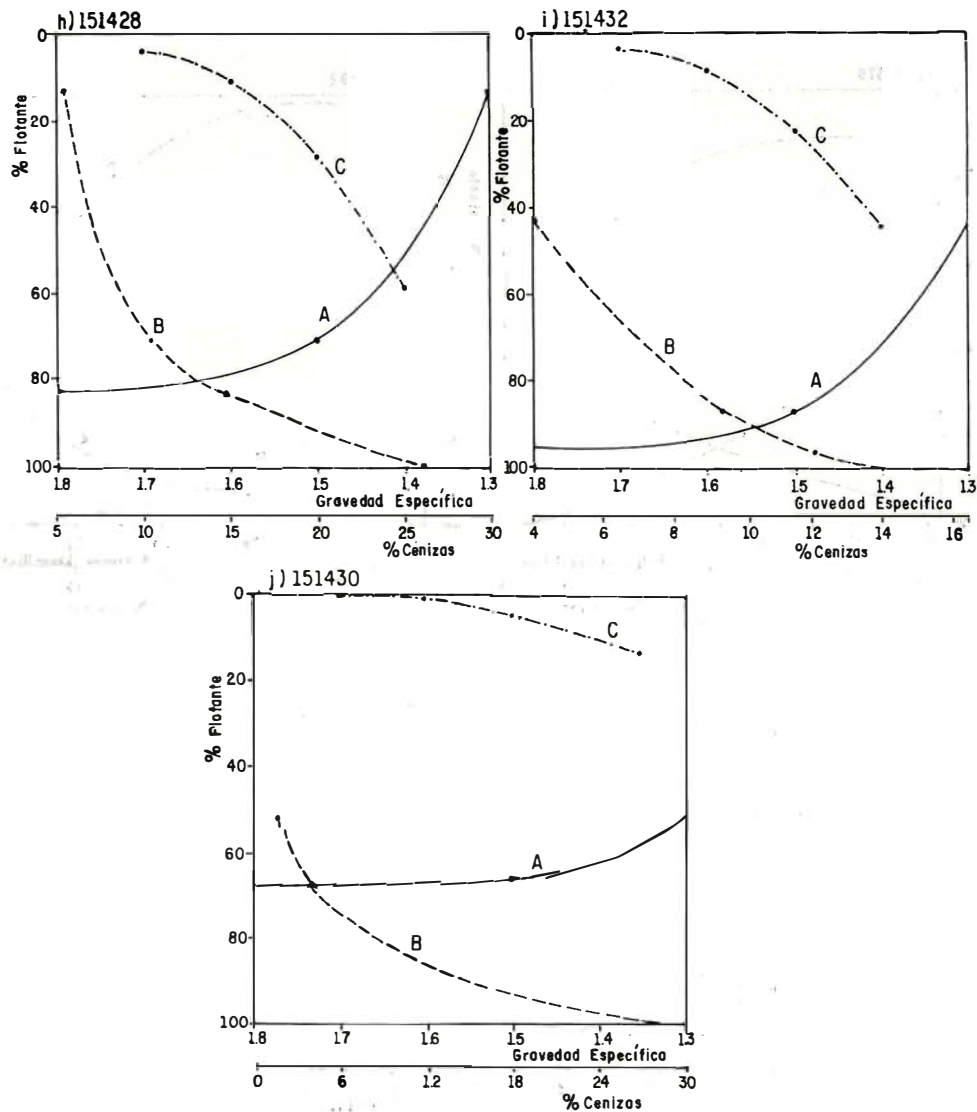 h) 151428
0
20
40
60
80
100
% Flotante
A
B
C
1.8 1.7 1.6 1.5 1.4 1.3
Gravedad Específica
5 10 15 20 25 30
% Cenizas
i) 151432
0
20
40
60
80
100
% Flotante
A
B
C
1.8 1.7 1.6 1.5 1.4 1.3
Gravedad Específica
4 6 8 10 12 14 16
% Cenizas
j) 151430
0
20
40
60
80
100
% Flotante
A
B
C
1.8 1.7 1.6 1.5 1.4 1.3
Gravedad Específica
0 6 1.2 18 24 30
% Cenizas